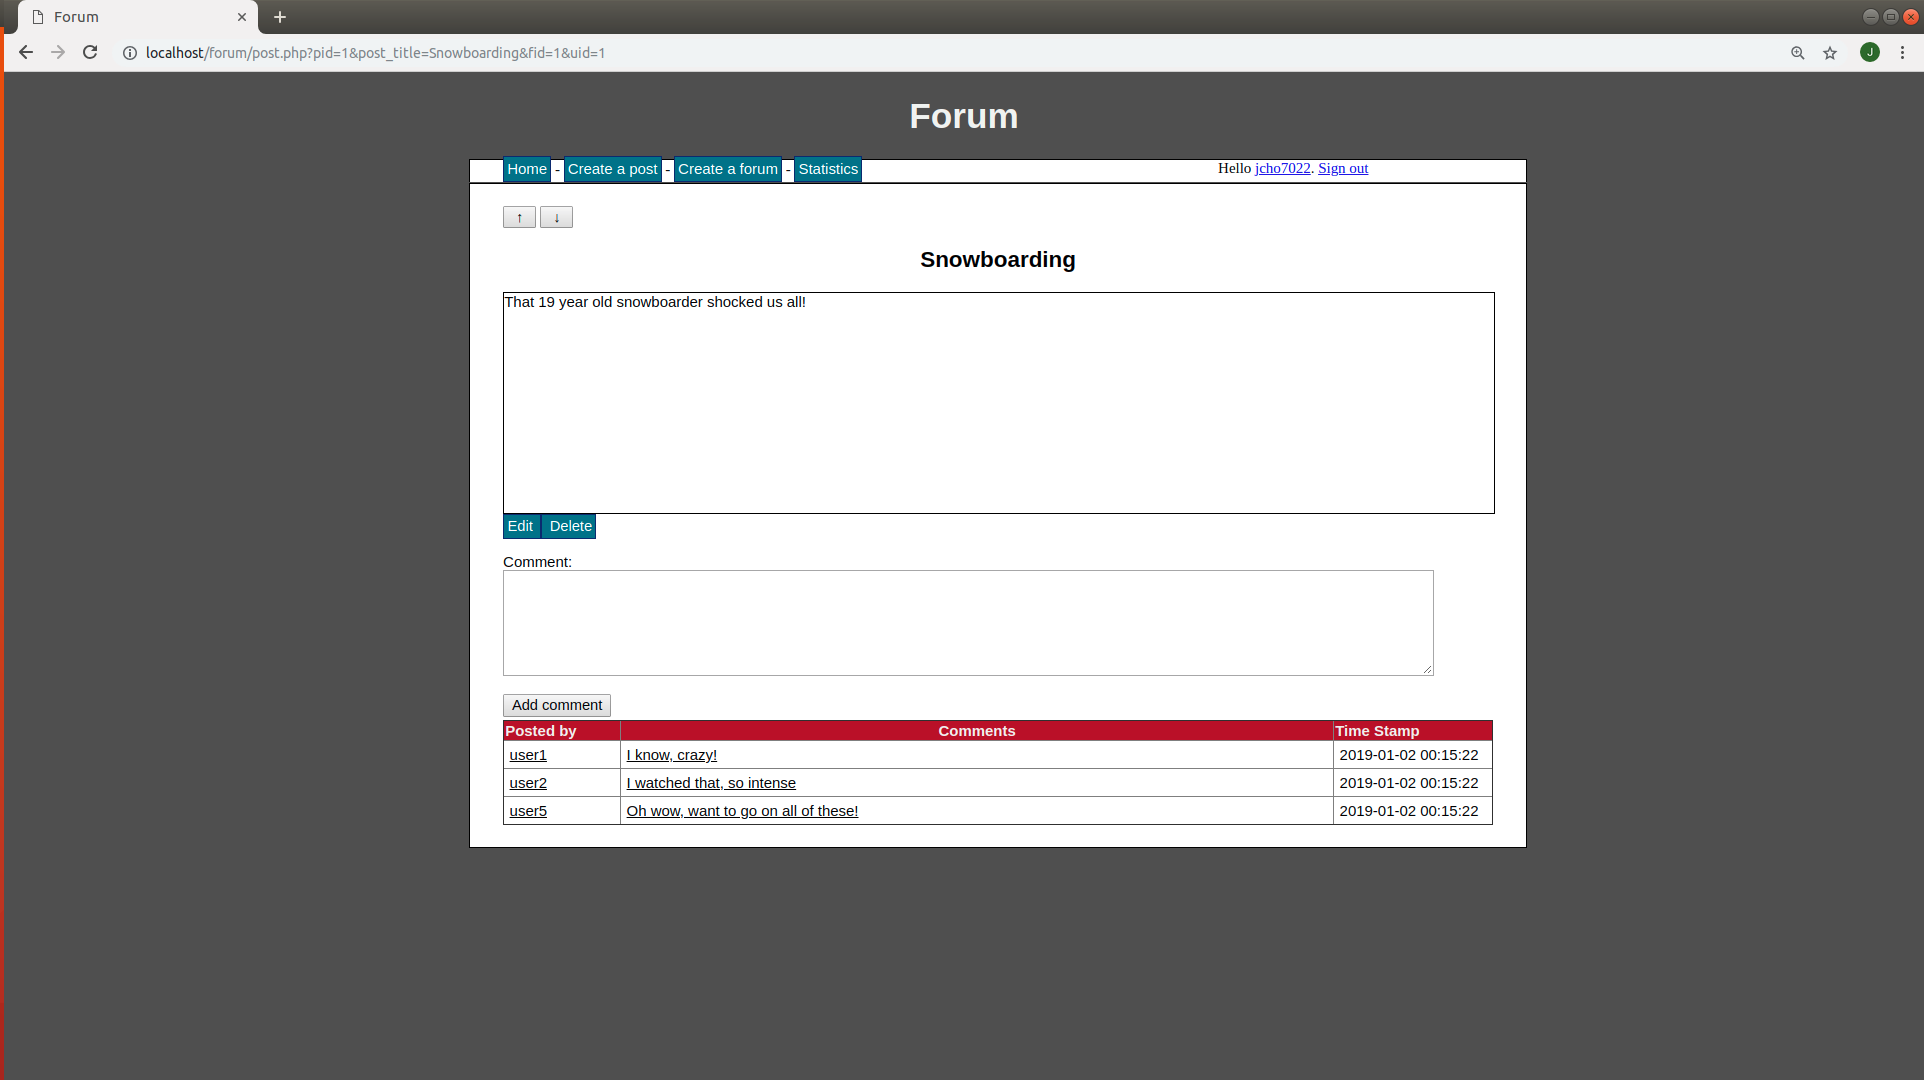 Forum
localhost/forum/post.php?pid=1&post_title=Snowboarding&fid=1&uid=1
J
Forum
Home - Create a post - Create a forum - Statistics
Hello jcho7022. Sign out
↑ ↓
Snowboarding
That 19 year old snowboarder shocked us all!
Edit Delete
Comment:
Add comment
Posted by Comments Time Stamp
user1 I know, crazy! 2019-01-02 00:15:22
user2 I watched that, so intense 2019-01-02 00:15:22
user5 Oh wow, want to go on all of these! 2019-01-02 00:15:22